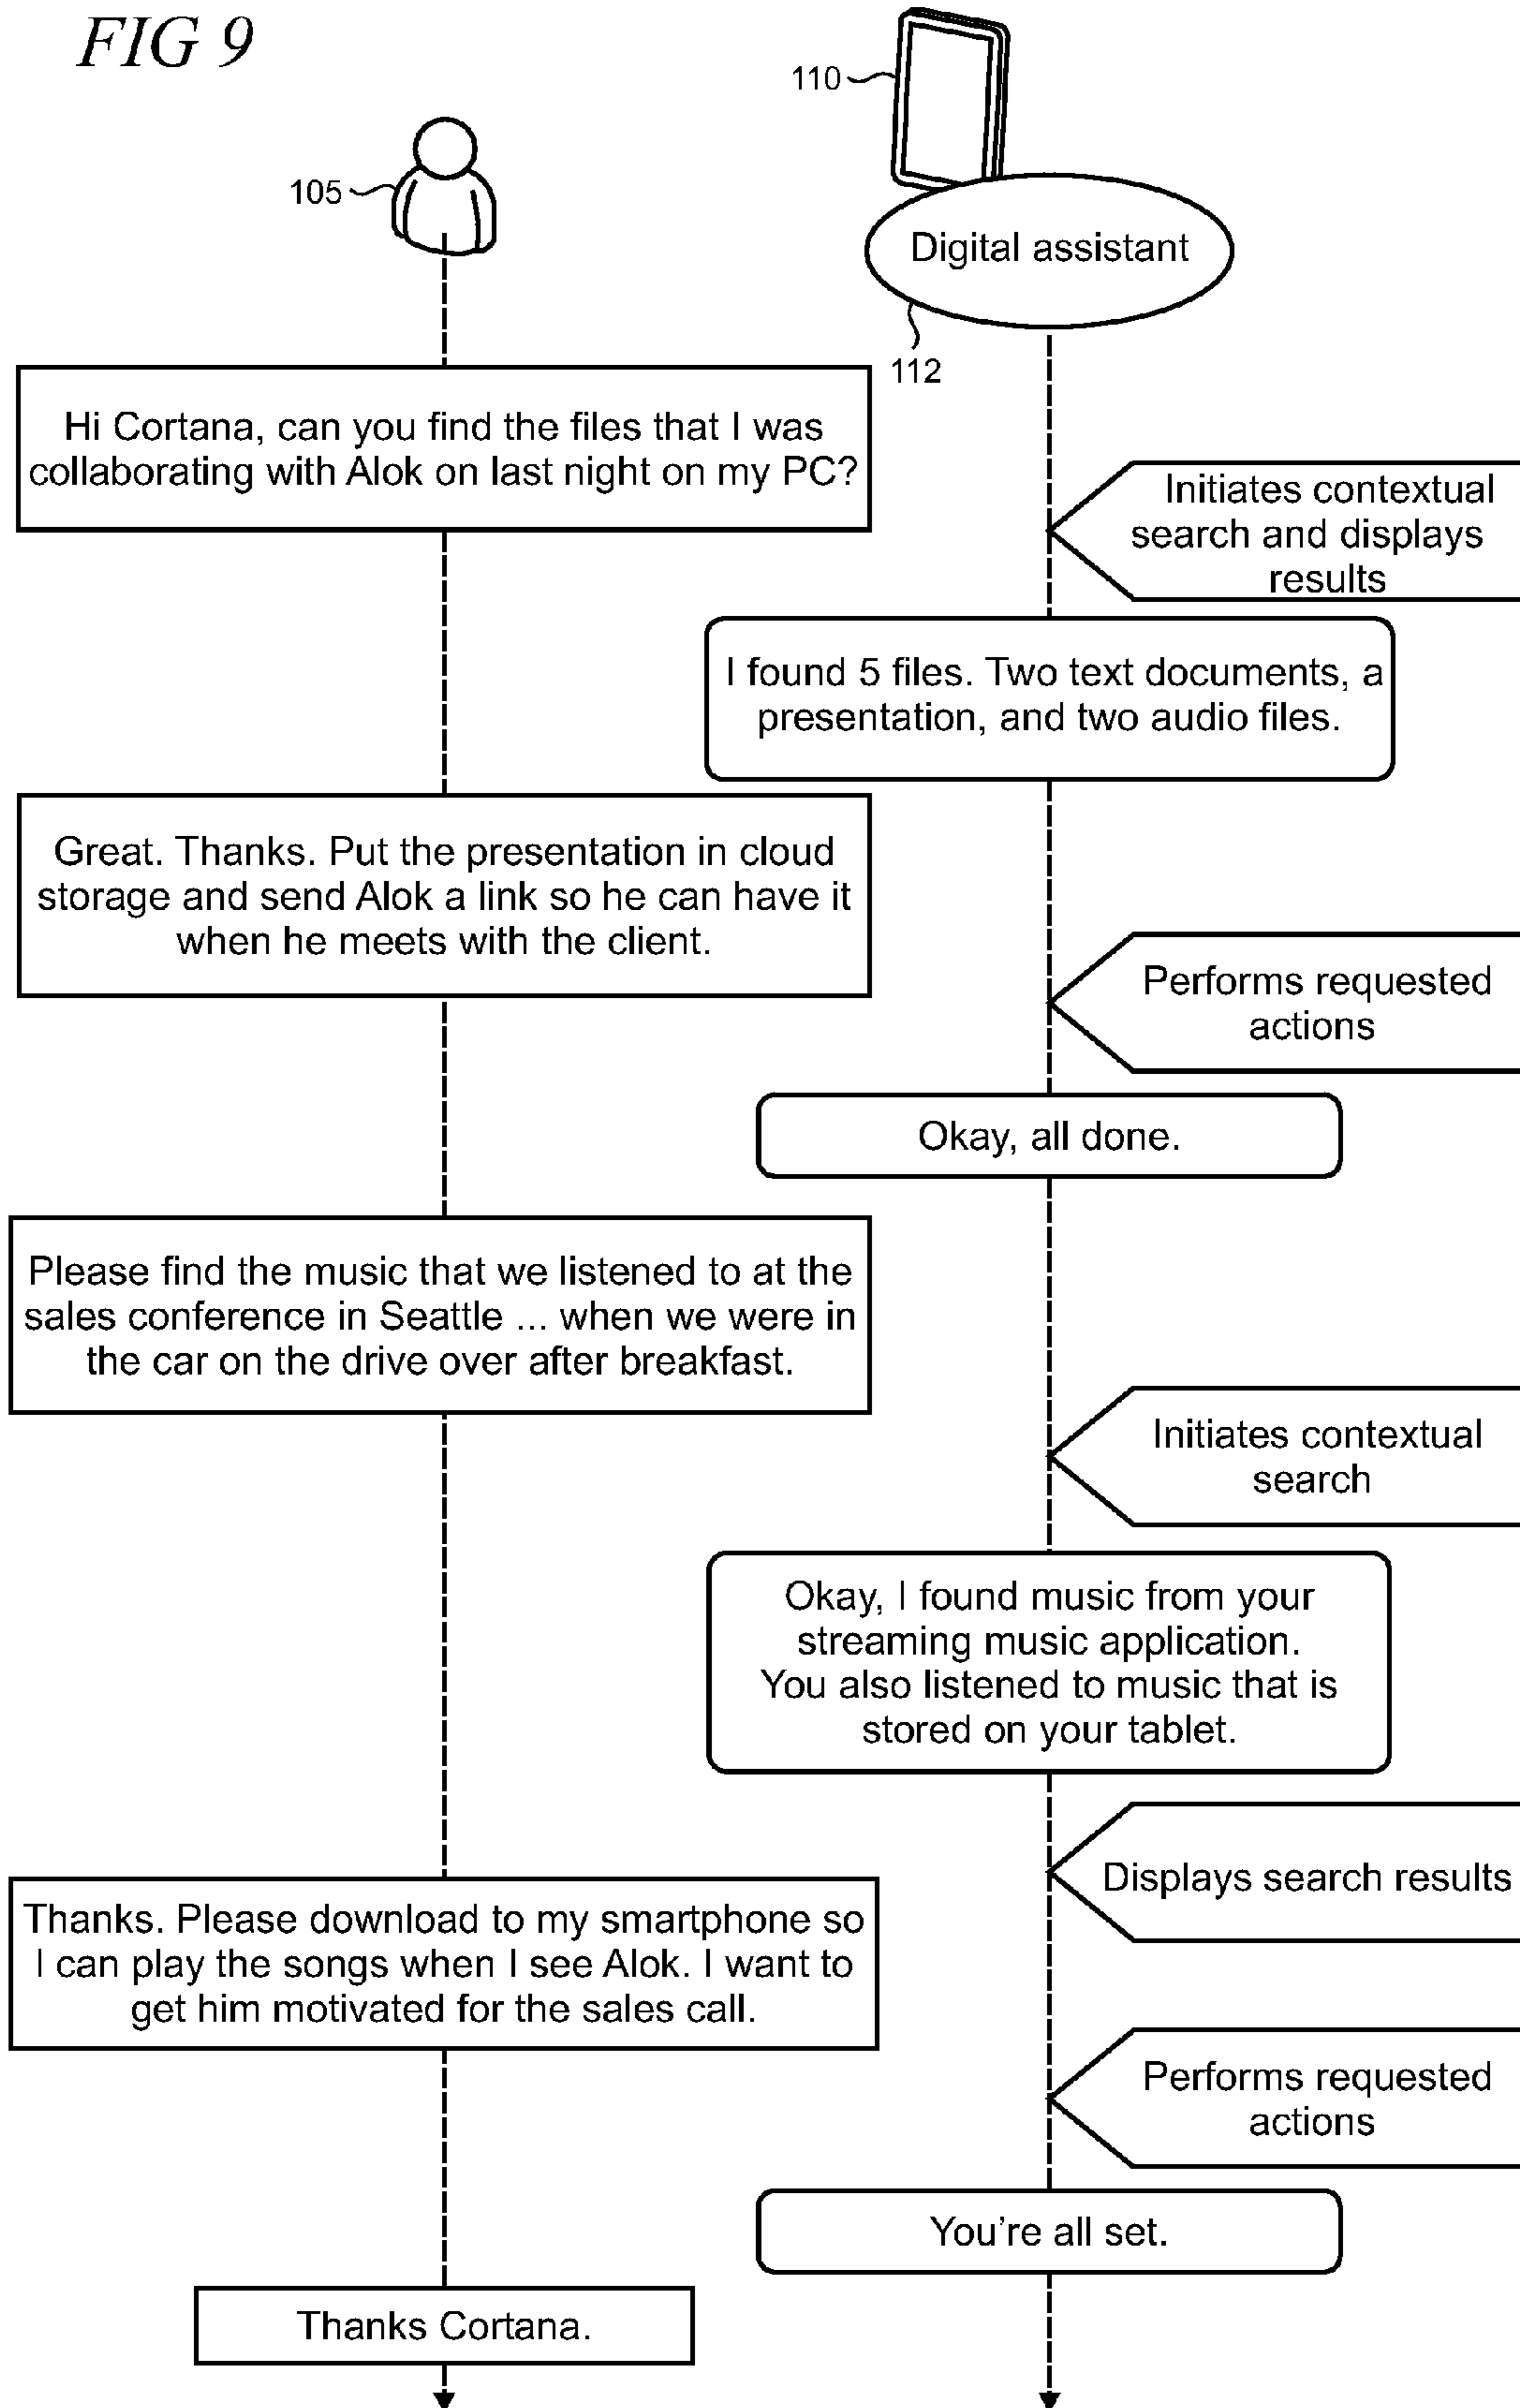 FIG 9
110
105
Digital assistant
112
Hi Cortana, can you find the files that I was
collaborating with Alok on last night on my PC?
Initiates contextual
search and displays
results
I found 5 files. Two text documents, a
presentation, and two audio files.
Great. Thanks. Put the presentation in cloud
storage and send Alok a link so he can have it
when he meets with the client.
Performs requested
actions
Okay, all done.
Please find the music that we listened to at the
sales conference in Seattle ... when we were in
the car on the drive over after breakfast.
Initiates contextual
search
Okay, I found music from your
streaming music application.
You also listened to music that is
stored on your tablet.
Displays search results
Thanks. Please download to my smartphone so
I can play the songs when I see Alok. I want to
get him motivated for the sales call.
Performs requested
actions
You're all set.
Thanks Cortana.